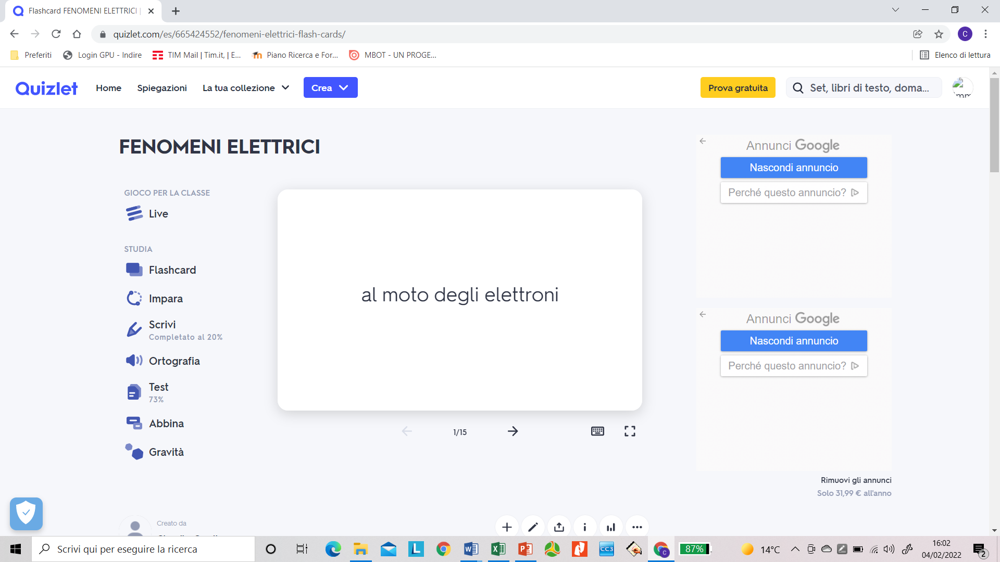 Flashcard FENOMENI ELETTRICI |
quizlet.com/es/665424552/fenomeni-elettrici-flash-cards/
C
Preferiti
Login GPU - Indire
TIM Mail | Tim.it, | E...
Piano Ricerca e For...
MBOT - UN PROGE...
Elenco di lettura
Quizlet
Home
Spiegazioni
La tua collezione
Crea
Prova gratuita
Set, libri di testo, doma...
FENOMENI ELETTRICI
GIOCO PER LA CLASSE
Live
STUDIA
Flashcard
Impara
Scrivi
Completato al 20%
Ortografia
Test
73%
Abbina
Gravità
al moto degli elettroni
1/15
Annunci Google
Nascondi annuncio
Perché questo annuncio?
Annunci Google
Nascondi annuncio
Perché questo annuncio?
Rimuovi gli annunci
Solo 31,99 € all'anno
Creato da
Scrivi qui per eseguire la ricerca
L
CC3
C
87%
14°C
16:02
04/02/2022
2